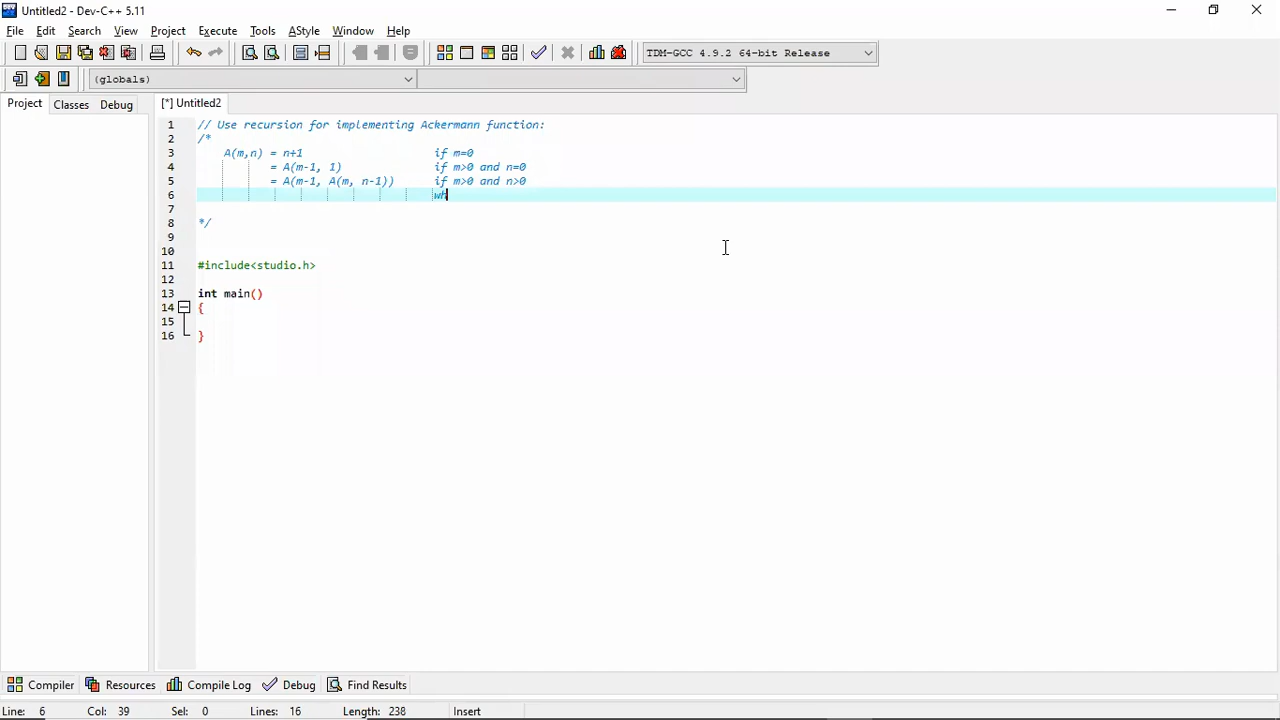 Untitled2 - Dev-C++ 5.11
File Edit Search View Project Execute Tools AStyle Window Help
TDM-GCC 4.9.2 64-bit Release
(globals)
Project Classes Debug [*] Untitled2
1 // Use recursion for implementing Ackermann function:
2 /*
3 A(m,n) = n+1 if m=0
4 = A(m-1, 1) if m>0 and n=0
5 = A(m-1, A(m, n-1)) if m>0 and n>0
6 wh
7
8 */
9
10
11 #include<studio.h>
12
13 int main()
14 {
15
16 }
Compiler Resources Compile Log Debug Find Results
Line: 6 Col: 39 Sel: 0 Lines: 16 Length: 238 Insert